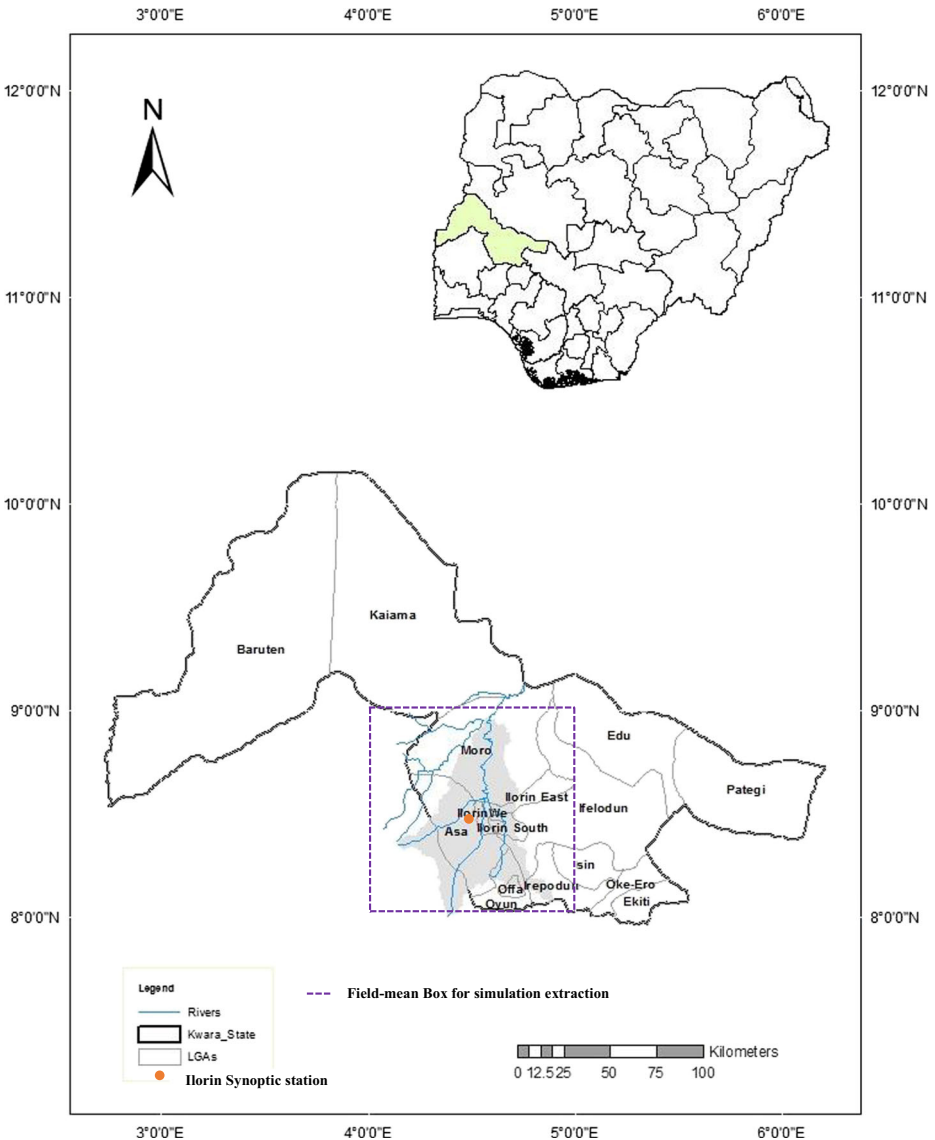 3°0'0"E 4°0'0"E 5°0'0"E 6°0'0"E
12°0'0"N 12°0'0"N
N
11°0'0"N 11°0'0"N
10°0'0"N 10°0'0"N
Kaiama
Baruten
9°0'0"N 9°0'0"N
Edu
Moro
Pategi
Ilorin East
Ifelodun
IlorinWe
Asa Ilorin South
sin
Offa Irepodun Oke-Ero
Oyun Ekiti
8°0'0"N 8°0'0"N
Legend
Field-mean Box for simulation extraction
Rivers
Kwara_State
LGAs
Ilorin Synoptic station
Kilometers
0 12.525 50 75 100
3°0'0"E 4°0'0"E 5°0'0"E 6°0'0"E